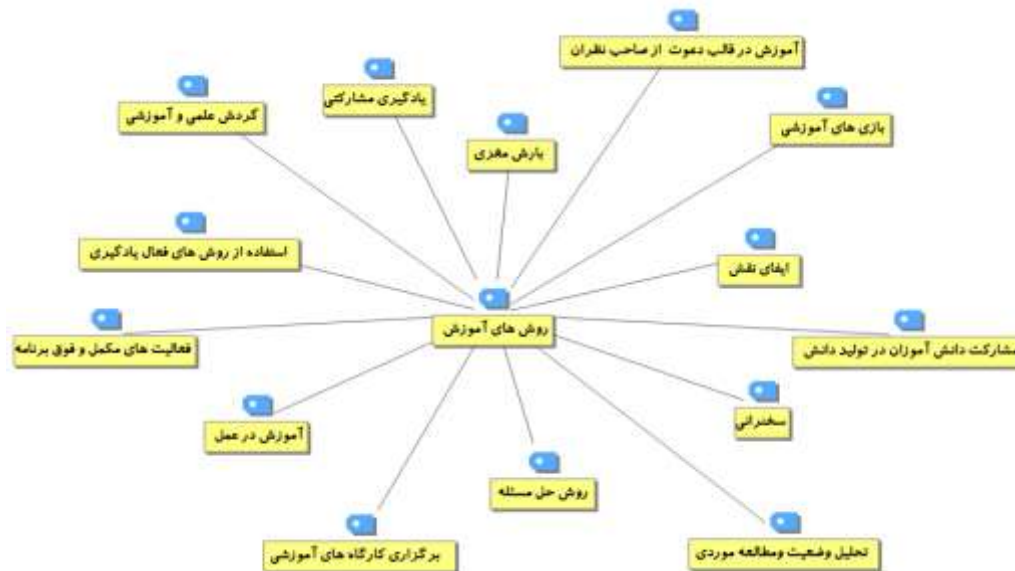 آموزش در قالب دعوت از صاحب نظران
یادگیری مشارکتی
گردش علمی و آموزشی
بازی های آموزشی
بارش مغزی
استفاده از روش های فعال یادگیری
ایفای نقش
روش های آموزش
فعالیت های مکمل و فوق برنامه
مشارکت دانش آموزان در تولید دانش
سخنرانی
آموزش در عمل
روش حل مسئله
برگزاری کارگاه های آموزشی
تحلیل وضعیت ومطالعه موردی